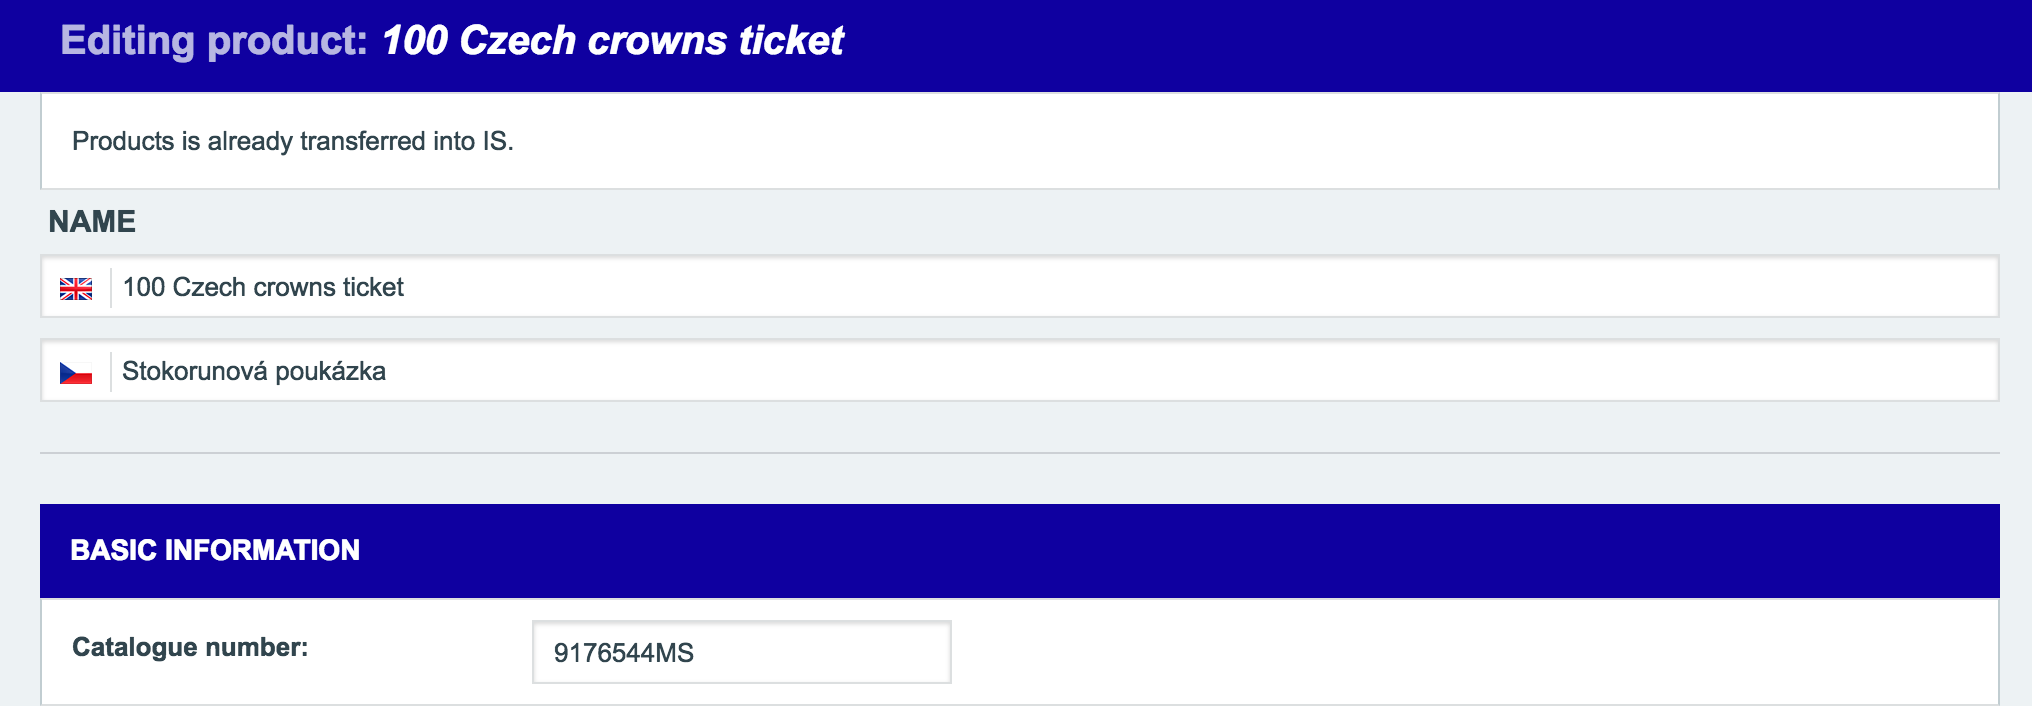 Editing product: 100 Czech crowns ticket
Products is already transferred into IS.
NAME
100 Czech crowns ticket
Stokorunová poukázka
BASIC INFORMATION
Catalogue number: 9176544MS